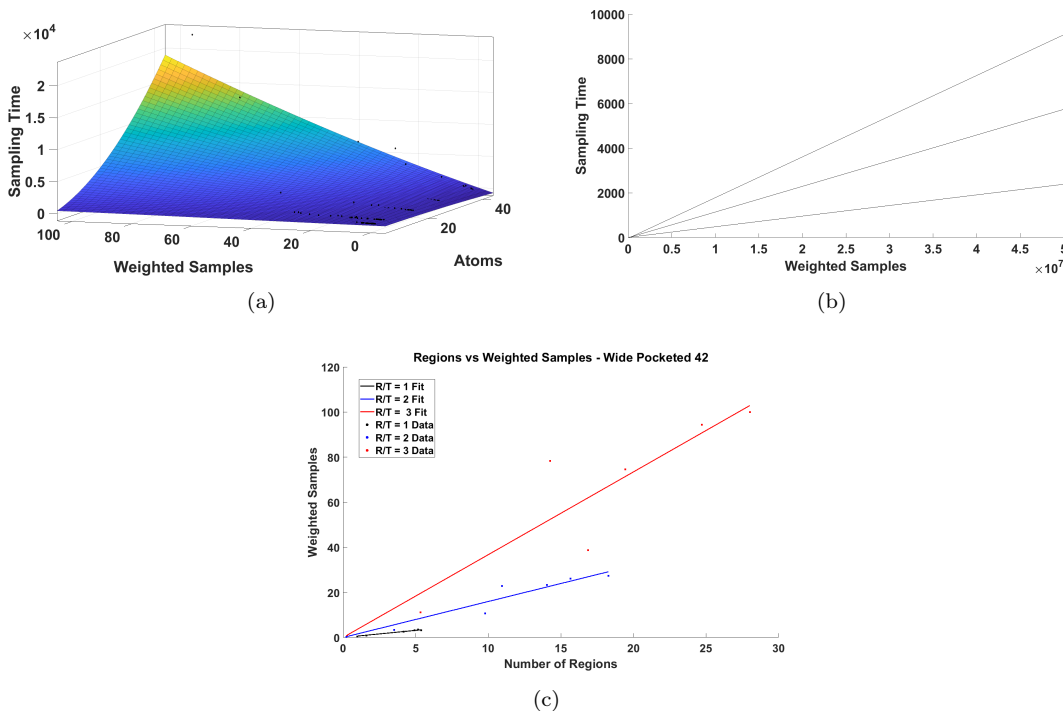 ×10⁴
2
1.5
1
0.5
0
Sampling Time
100
80
60
40
20
0
Weighted Samples
20
40
Atoms
(a)
10000
8000
6000
4000
2000
0
Sampling Time
0
0.5
1
1.5
2
2.5
3
3.5
4
4.5
5
×10⁷
Weighted Samples
(b)
Regions vs Weighted Samples - Wide Pocketed 42
120
100
80
60
40
20
0
Weighted Samples
R/T = 1 Fit
R/T = 2 Fit
R/T = 3 Fit
R/T = 1 Data
R/T = 2 Data
R/T = 3 Data
0
5
10
15
20
25
30
Number of Regions
(c)